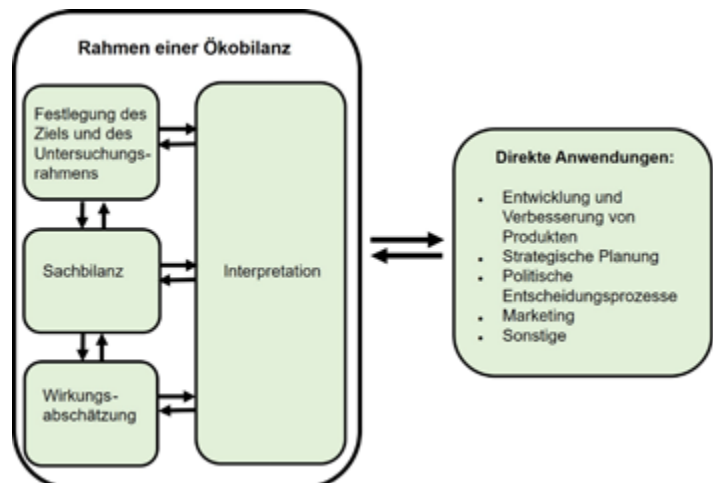 Rahmen einer Ökobilanz
Festlegung des
Ziels und des
Untersuchungs-
rahmens
Sachbilanz
Wirkungs-
abschätzung
Interpretation
Direkte Anwendungen:
• Entwicklung und
Verbesserung von
Produkten
• Strategische Planung
• Politische
Entscheidungsprozesse
• Marketing
• Sonstige